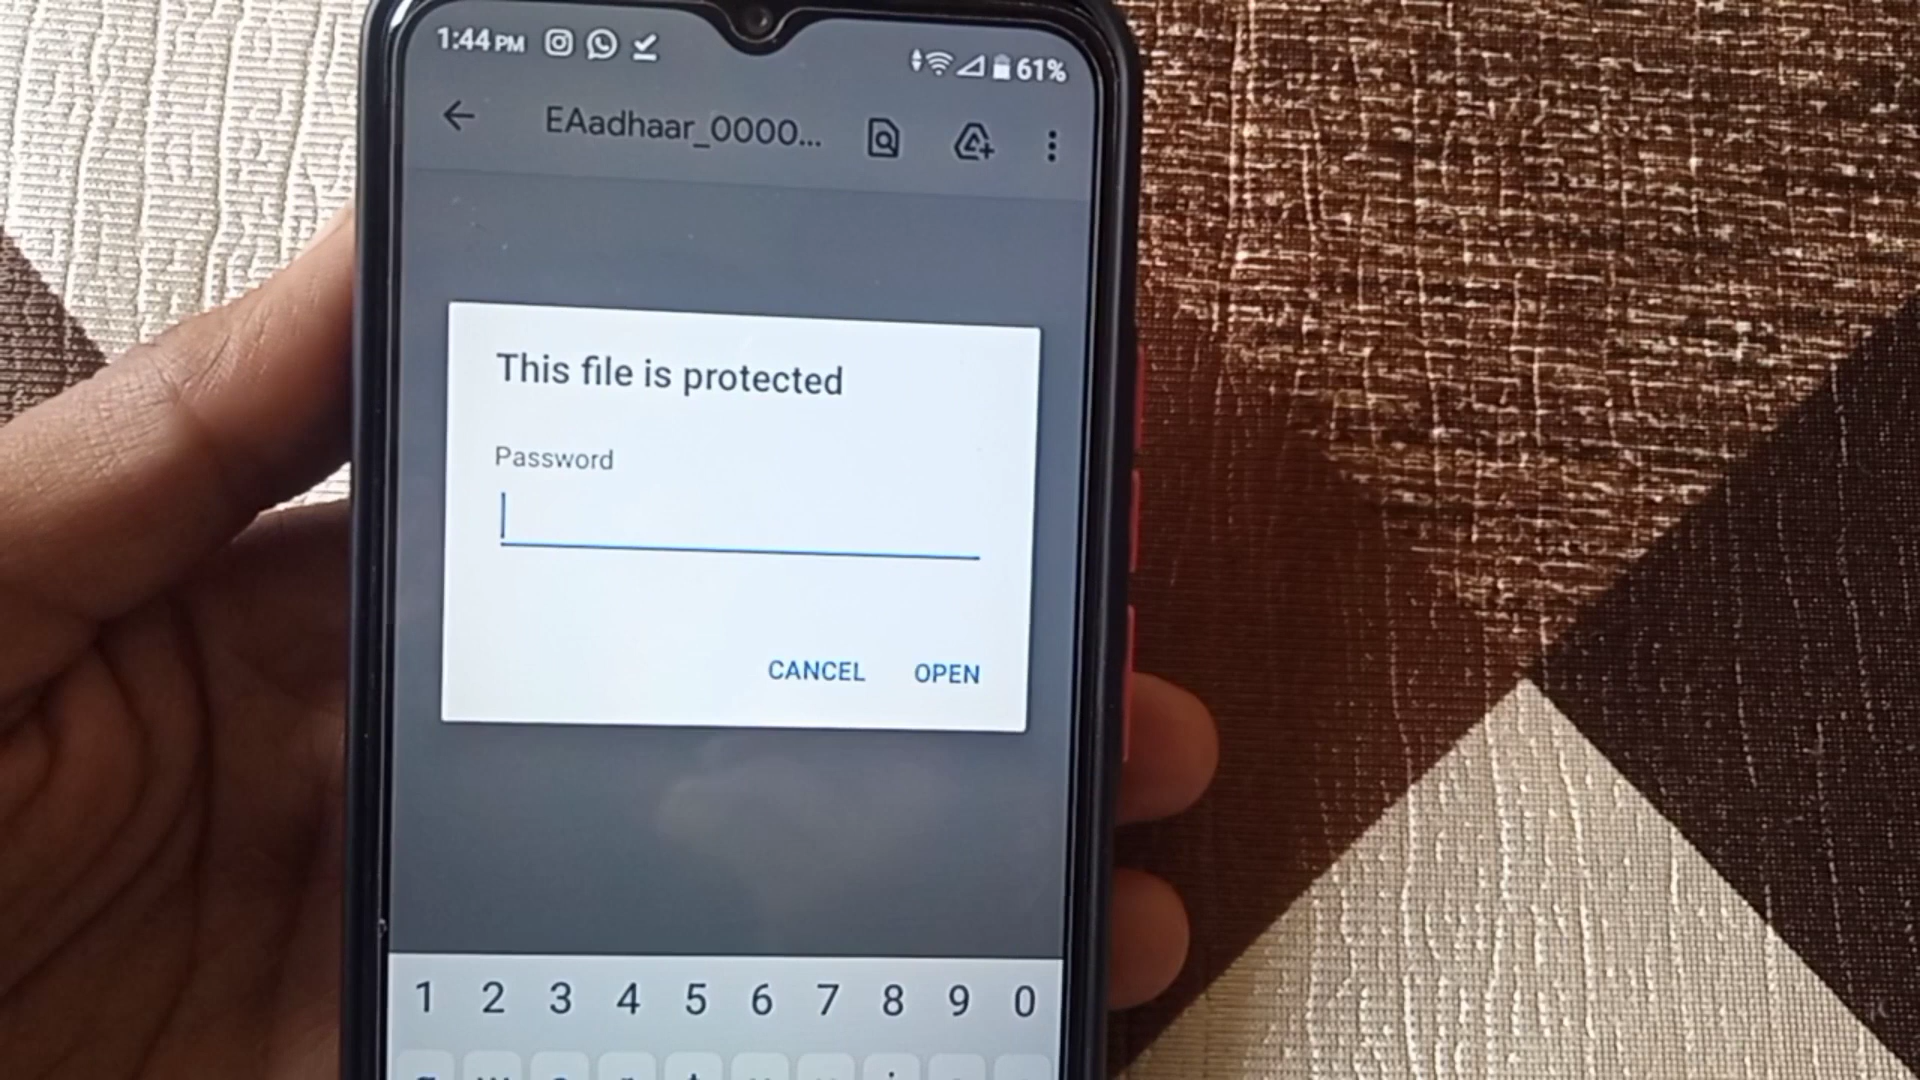 1:44 PM 61%
EAadhaar_0000...
This file is protected
Password
CANCEL OPEN
1 2 3 4 5 6 7 8 9 0